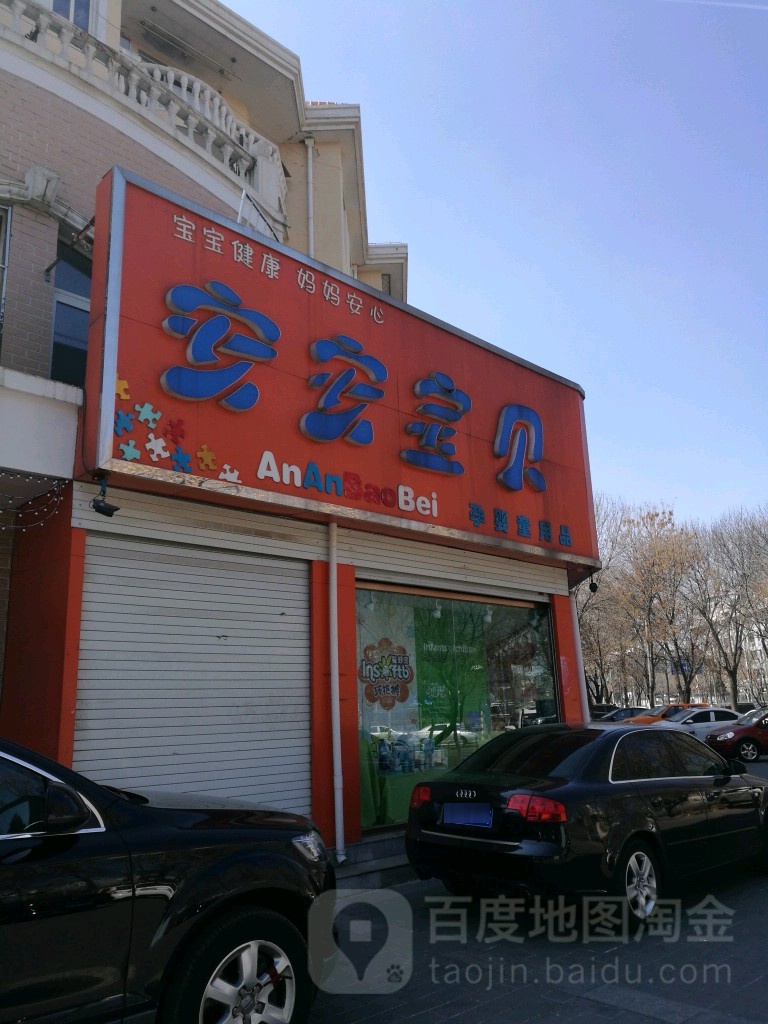 宝宝健康 妈妈安心
安安宝贝
AnAnBaoBei
孕婴童用品
百度地图淘金
taojin.baidu.com